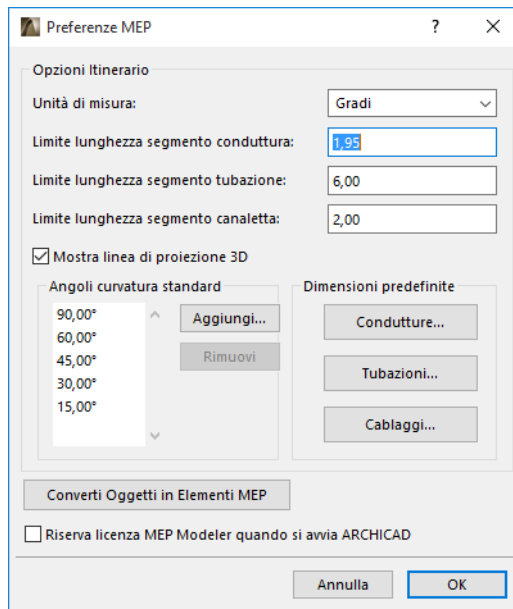 Preferenze MEP
?
Opzioni Itinerario
Unità di misura: Gradi
Limite lunghezza segmento conduttura: 1,95
Limite lunghezza segmento tubazione: 6,00
Limite lunghezza segmento canaletta: 2,00
Mostra linea di proiezione 3D
Angoli curvatura standard
90,00°
60,00°
45,00°
30,00°
15,00°
Aggiungi...
Rimuovi
Dimensioni predefinite
Condutture...
Tubazioni...
Cablaggi...
Converti Oggetti in Elementi MEP
Riserva licenza MEP Modeler quando si avvia ARCHICAD
Annulla
OK